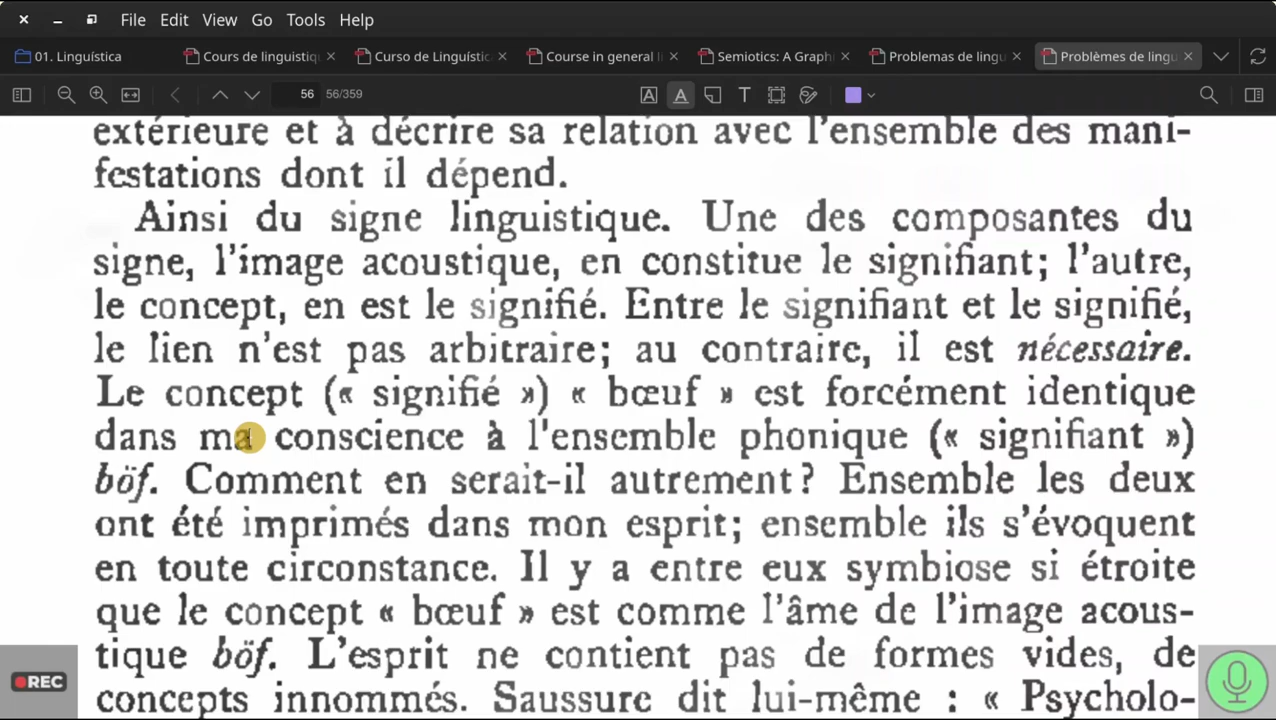 File Edit View Go Tools Help
01. Linguística Cours de linguistiq Curso de Linguístic Course in general li Semiotics: A Graphi Problemas de lingu Problèmes de lingu
56 56/359
extérieure et à décrire sa relation avec l'ensemble des mani-
festations dont il dépend.
Ainsi du signe linguistique. Une des composantes du
signe, l'image acoustique, en constitue le signifiant; l'autre,
le concept, en est le signifié. Entre le signifiant et le signifié,
le lien n'est pas arbitraire; au contraire, il est nécessaire.
Le concept (« signifié ») « bœuf » est forcément identique
dans ma conscience à l'ensemble phonique (« signifiant »)
böf. Comment en serait-il autrement? Ensemble les deux
ont été imprimés dans mon esprit; ensemble ils s'évoquent
en toute circonstance. Il y a entre eux symbiose si étroite
que le concept « bœuf » est comme l'âme de l'image acous-
tique böf. L'esprit ne contient pas de formes vides, de
concepts innommés. Saussure dit lui-même : « Psycholo-
REC